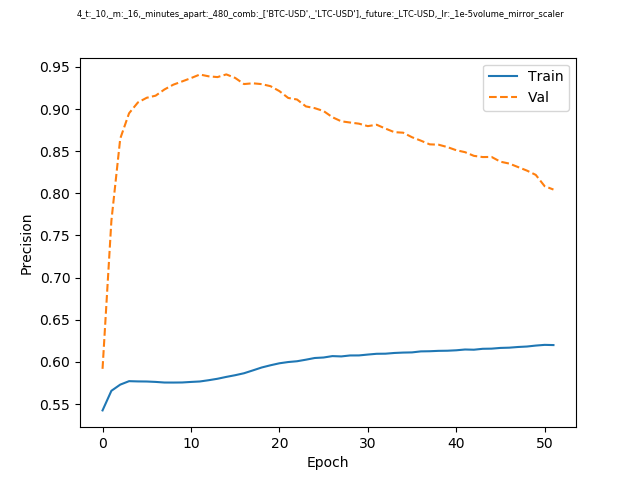 4_t:_10,_m:_16,_minutes_apart:_480_comb:_['BTC-USD',_'LTC-USD'],_future:_LTC-USD,_lr:_1e-5volume_mirror_scaler
Train
Val
0.95
0.90
0.85
0.80
0.75
0.70
0.65
0.60
0.55
Precision
0 10 20 30 40 50
Epoch